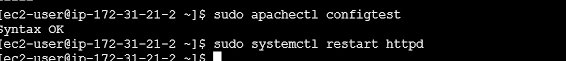 [ec2-user@ip-172-31-21-2 ~]$ sudo apachectl configtest
Syntax OK
[ec2-user@ip-172-31-21-2 ~]$ sudo systemctl restart httpd
[ec2-user@ip-172-31-21-2 ~]$